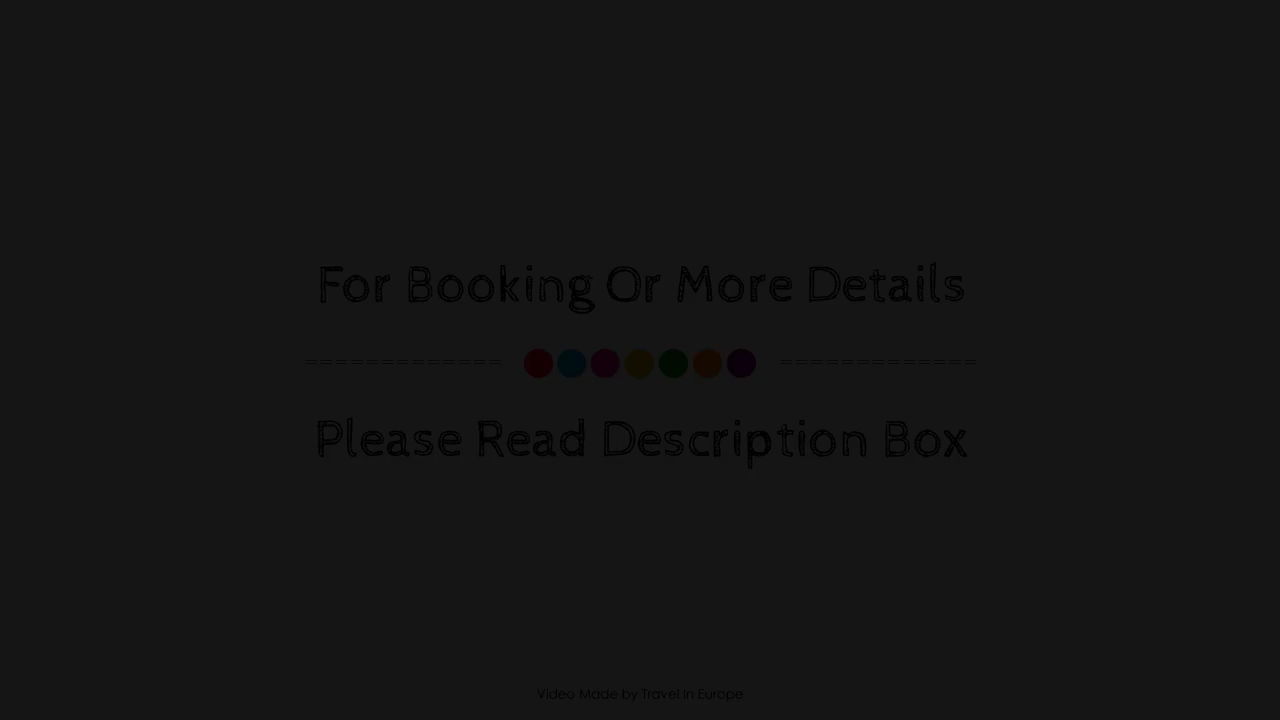 For Booking Or More Details
============= =============
Please Read Description Box
Video Made by Travel in Europe